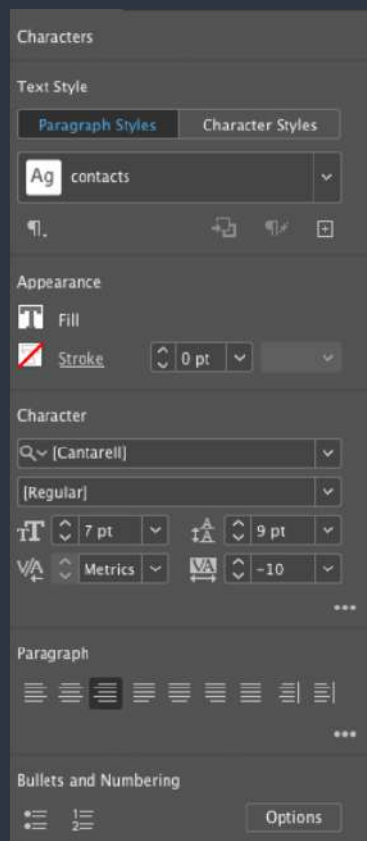 Characters
Text Style
Paragraph Styles Character Styles
Ag contacts
Appearance
Fill
Stroke 0 pt
Character
[Cantarell]
[Regular]
7 pt 9 pt
Metrics -10
Paragraph
Bullets and Numbering
Options